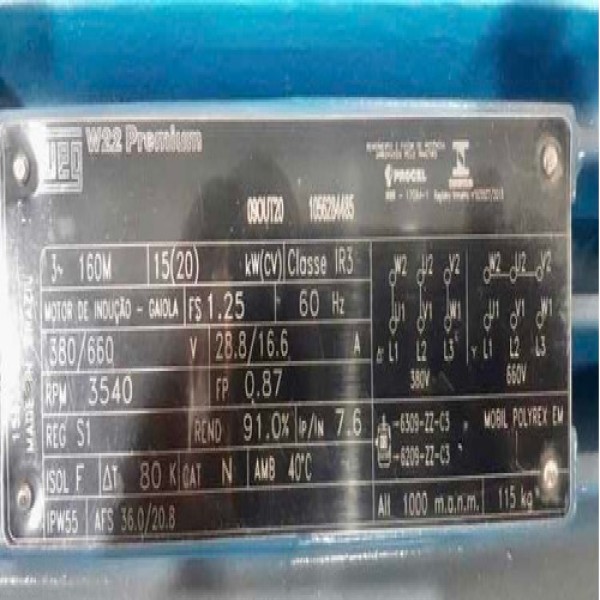 WEG W22 Premium
PROCEL
09OUT20 1056284485
3~ 160M 15(20) kW(CV) Classe IR3
MOTOR DE INDUÇÃO - GAIOLA FS 1.25 60 Hz
380/660 V 28.8/16.6 A
RPM 3540 FP 0.87
REG S1 REND 91.0% IP/IN 7.6
ISOL F ΔT 80 K CAT N AMB 40°C
IPW55 AFS 36.0/20.8
W2 U2 V2 W2 U2 V2
U1 V1 W1 U1 V1 W1
Δ L1 L2 L3 Y L1 L2 L3
380V 660V
6309-ZZ-C3 MOBIL POLYREX EM
6209-ZZ-C3
Alt 1000 m.a.n.m. 115 kg
MADE IN